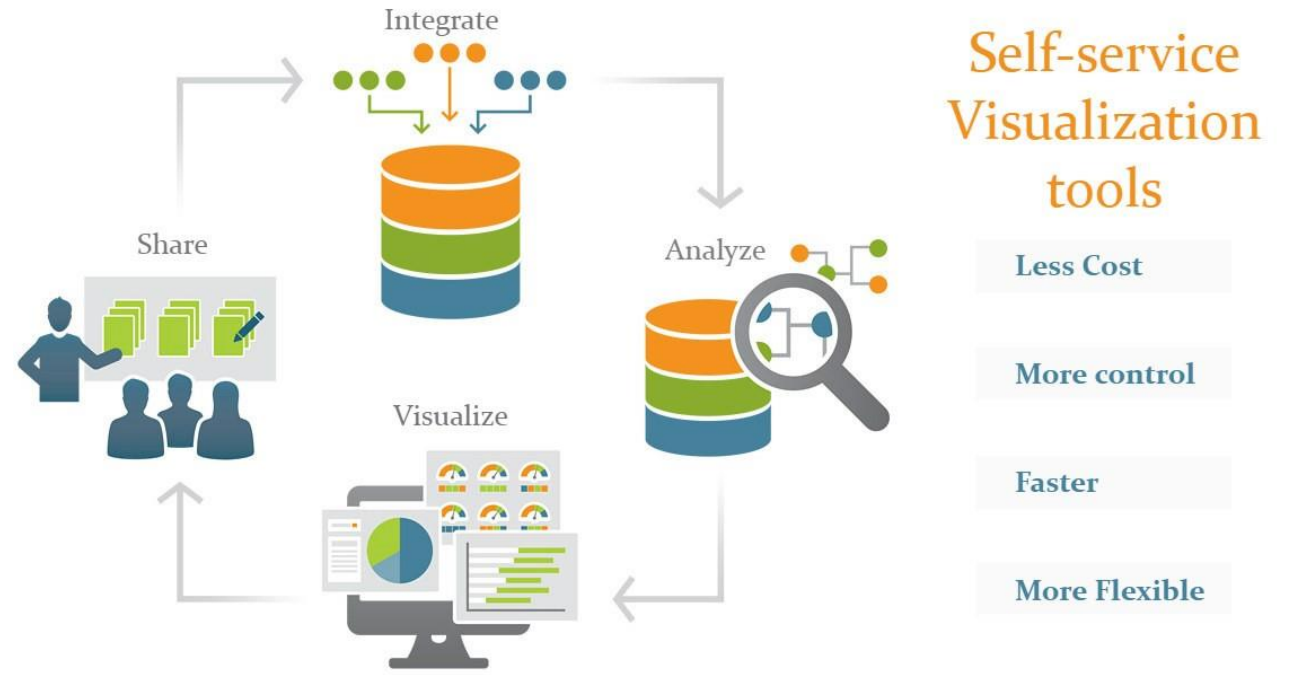 Integrate
Share
Analyze
Visualize
Self-service
Visualization
tools
Less Cost
More control
Faster
More Flexible